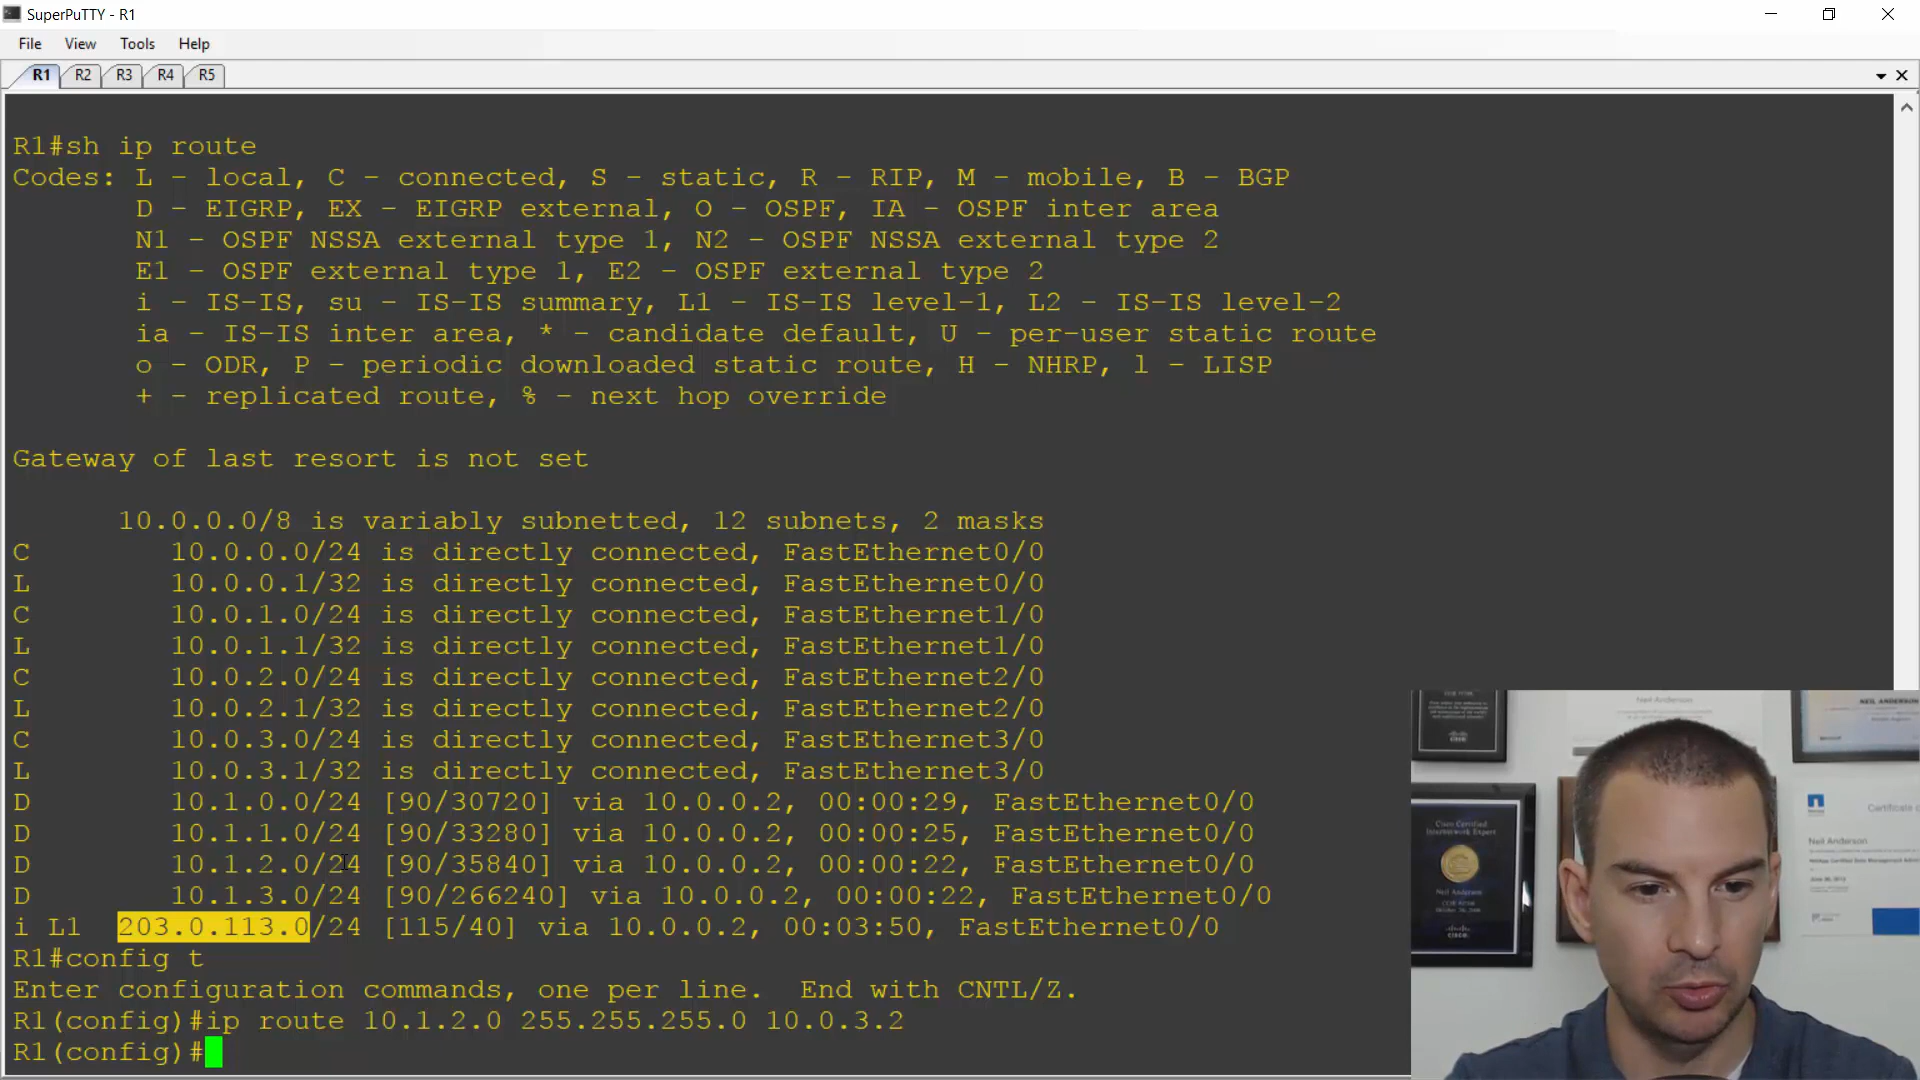 SuperPuTTY - R1
File View Tools Help
R1 R2 R3 R4 R5
R1#sh ip route
Codes: L - local, C - connected, S - static, R - RIP, M - mobile, B - BGP
D - EIGRP, EX - EIGRP external, O - OSPF, IA - OSPF inter area
N1 - OSPF NSSA external type 1, N2 - OSPF NSSA external type 2
E1 - OSPF external type 1, E2 - OSPF external type 2
i - IS-IS, su - IS-IS summary, L1 - IS-IS level-1, L2 - IS-IS level-2
ia - IS-IS inter area, * - candidate default, U - per-user static route
o - ODR, P - periodic downloaded static route, H - NHRP, l - LISP
+ - replicated route, % - next hop override
Gateway of last resort is not set
10.0.0.0/8 is variably subnetted, 12 subnets, 2 masks
C 10.0.0.0/24 is directly connected, FastEthernet0/0
L 10.0.0.1/32 is directly connected, FastEthernet0/0
C 10.0.1.0/24 is directly connected, FastEthernet1/0
L 10.0.1.1/32 is directly connected, FastEthernet1/0
C 10.0.2.0/24 is directly connected, FastEthernet2/0
L 10.0.2.1/32 is directly connected, FastEthernet2/0
C 10.0.3.0/24 is directly connected, FastEthernet3/0
L 10.0.3.1/32 is directly connected, FastEthernet3/0
D 10.1.0.0/24 [90/30720] via 10.0.0.2, 00:00:29, FastEthernet0/0
D 10.1.1.0/24 [90/33280] via 10.0.0.2, 00:00:25, FastEthernet0/0
D 10.1.2.0/24 [90/35840] via 10.0.0.2, 00:00:22, FastEthernet0/0
D 10.1.3.0/24 [90/266240] via 10.0.0.2, 00:00:22, FastEthernet0/0
i L1 203.0.113.0/24 [115/40] via 10.0.0.2, 00:03:50, FastEthernet0/0
R1#config t
Enter configuration commands, one per line. End with CNTL/Z.
R1(config)#ip route 10.1.2.0 255.255.255.0 10.0.3.2
R1(config)#
Neil Anderson
NEIL ANDERSON
Cisco Certified
Internetwork Expert
Neil Anderson
Neil Anderson